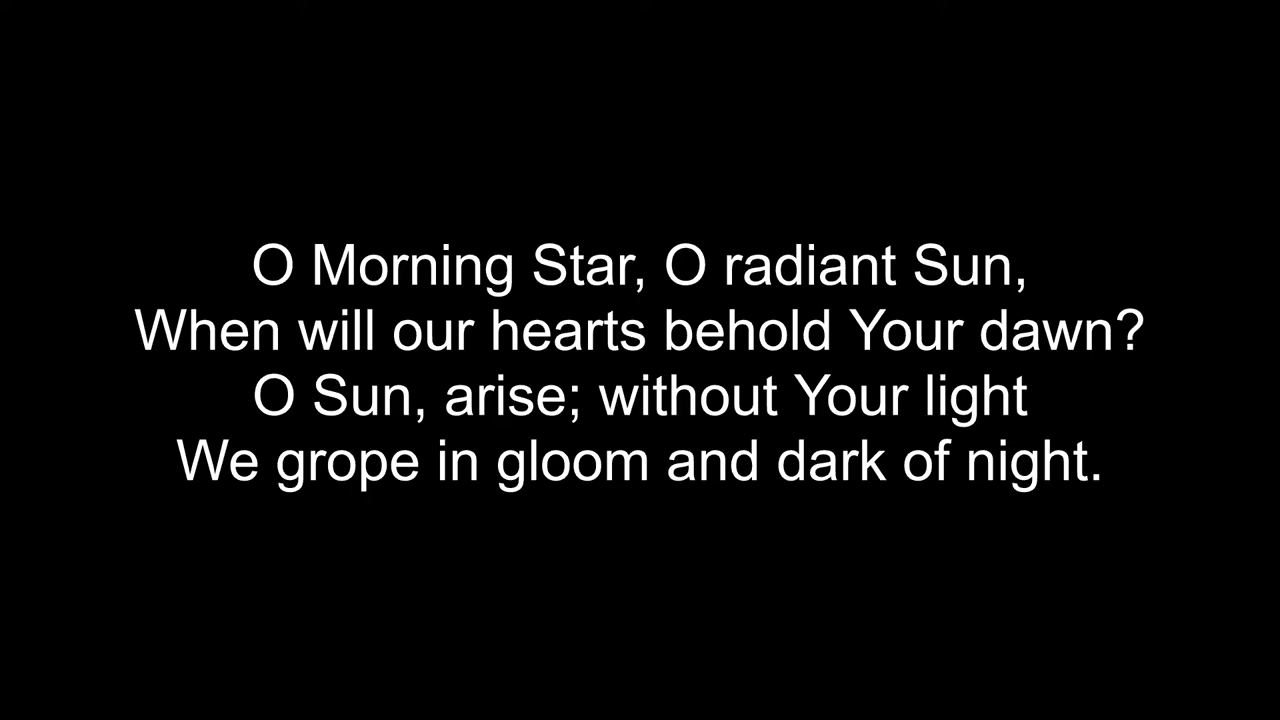 O Morning Star, O radiant Sun,
When will our hearts behold Your dawn?
O Sun, arise; without Your light
We grope in gloom and dark of night.